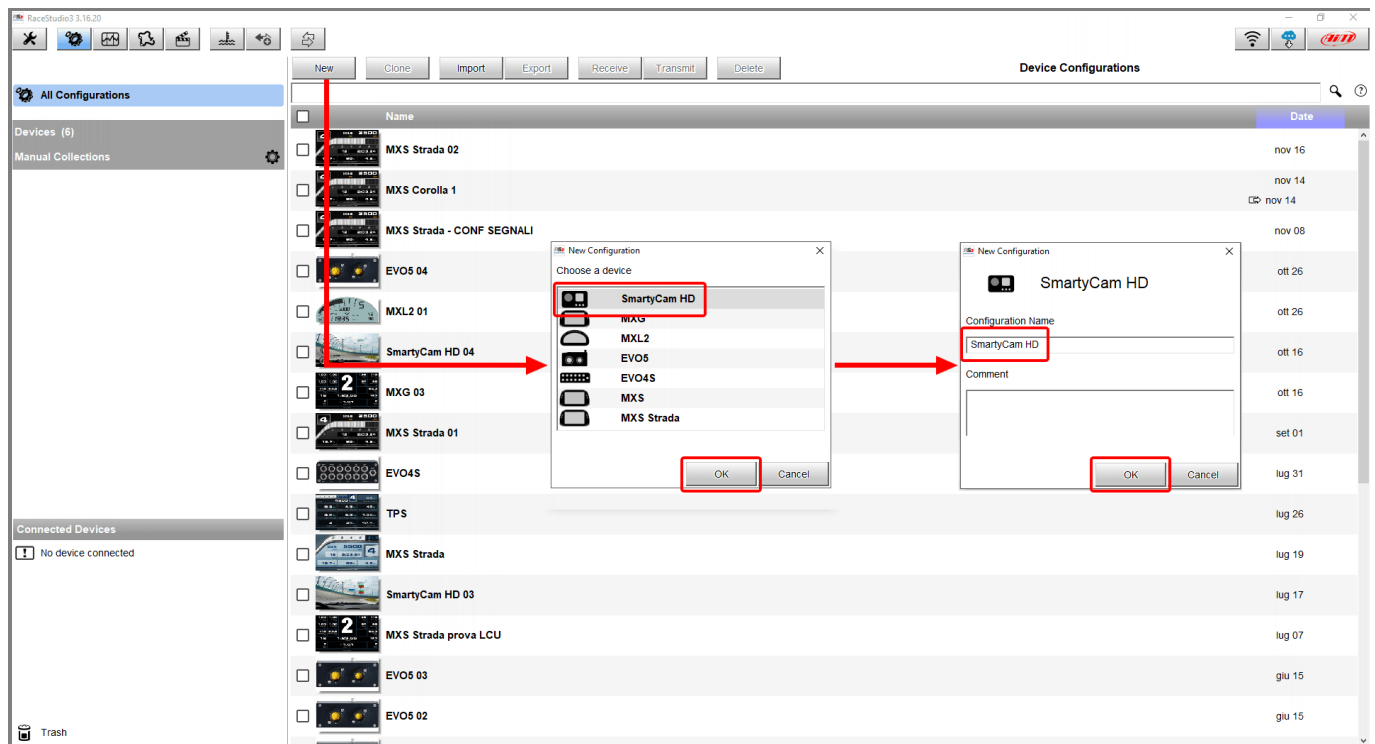 RaceStudio3 3.16.20
New Clone Import Export Receive Transmit Delete Device Configurations
All Configurations
Name Date
Devices (6)
Manual Collections
MXS Strada 02 nov 16
MXS Corolla 1 nov 14
nov 14
MXS Strada - CONF SEGNALI nov 08
EVO5 04 ott 26
MXL2 01 ott 26
SmartyCam HD 04 ott 16
MXG 03 ott 16
MXS Strada 01 set 01
EVO4S lug 31
TPS lug 26
MXS Strada lug 19
SmartyCam HD 03 lug 17
MXS Strada prova LCU lug 07
EVO5 03 giu 15
EVO5 02 giu 15
New Configuration
Choose a device
SmartyCam HD
MXG
MXL2
EVO5
EVO4S
MXS
MXS Strada
OK Cancel
New Configuration
SmartyCam HD
Configuration Name
SmartyCam HD
Comment
OK Cancel
Connected Devices
No device connected
Trash